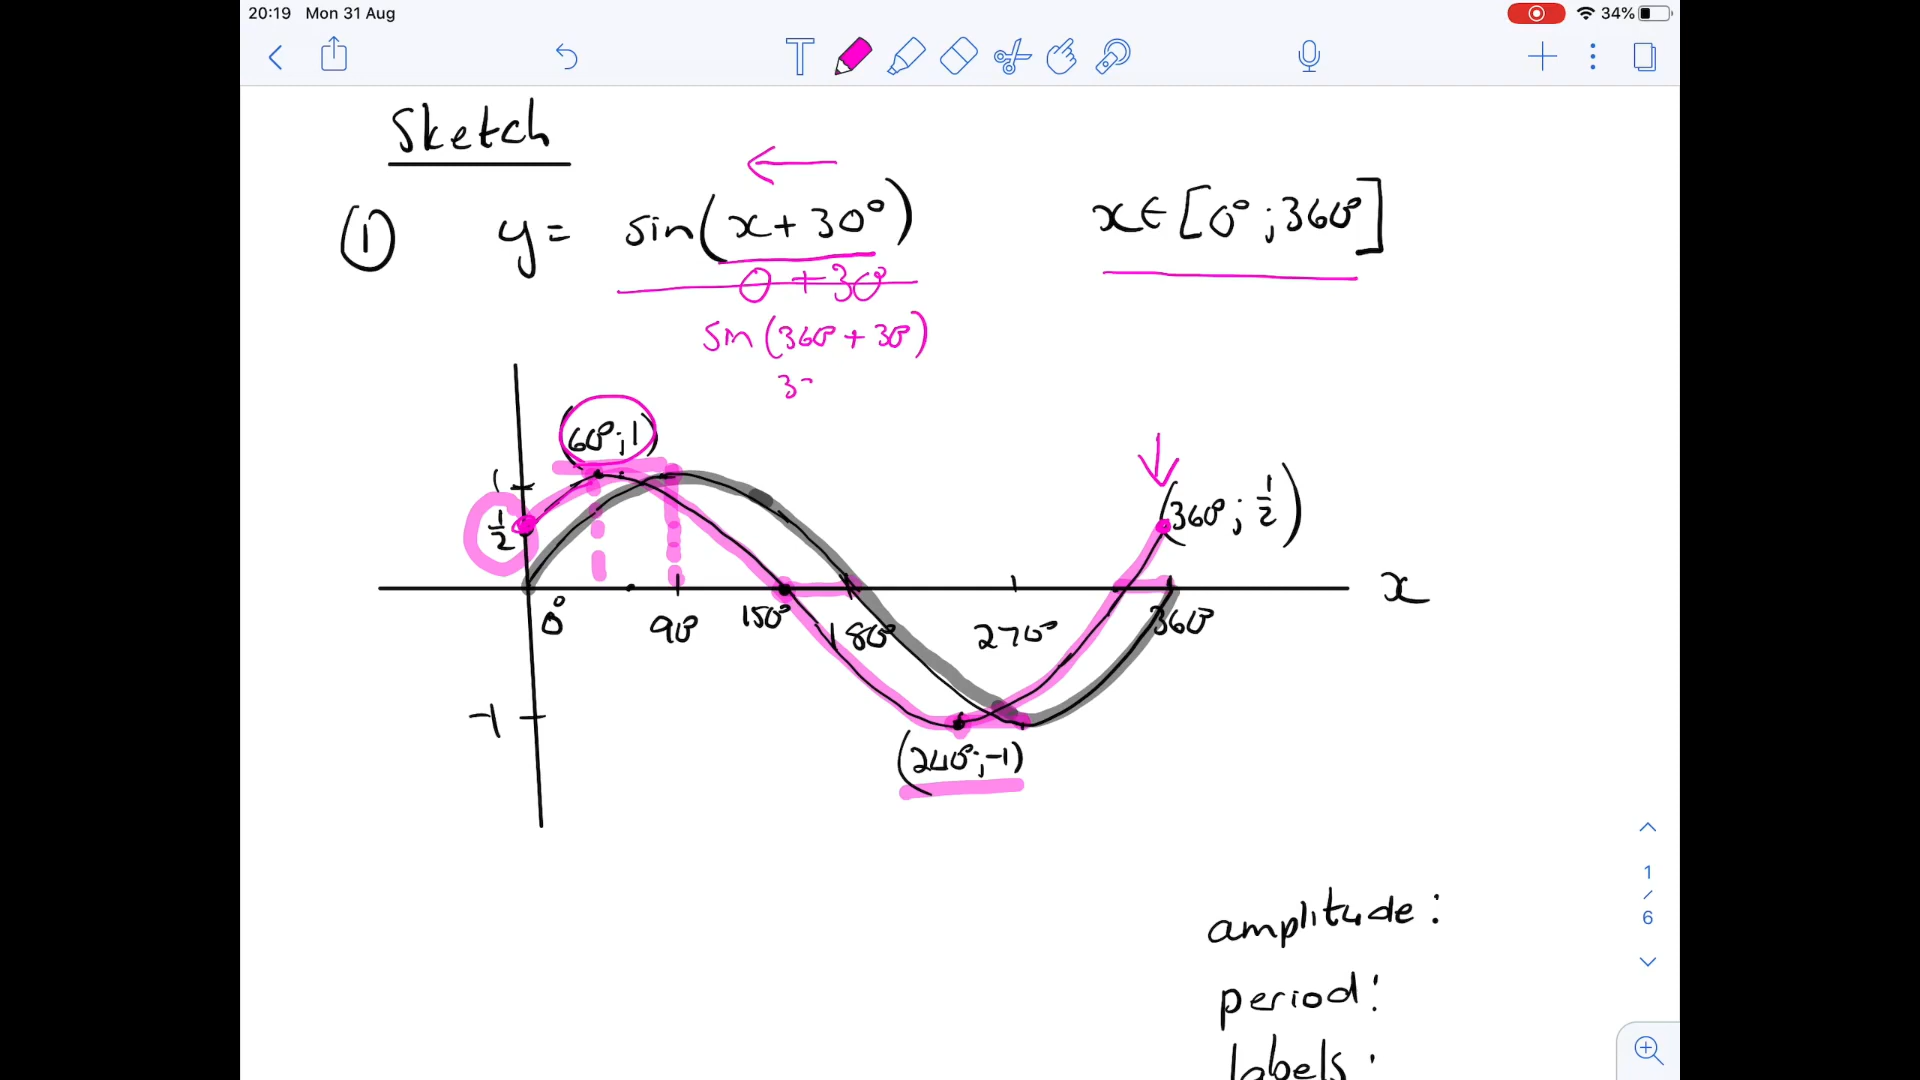 20:19 Mon 31 Aug
34%
T
Sketch
① y = sin(x + 30°) x ∈ [0° ; 360°]
0 + 30°
sin (360° + 30°)
3
(60° ; 1)
1
1/2
(360° ; 1/2)
x
0° 90° 150° 180° 270° 360°
-1
(240° ; -1)
amplitude :
period :
labels :
1
/
6